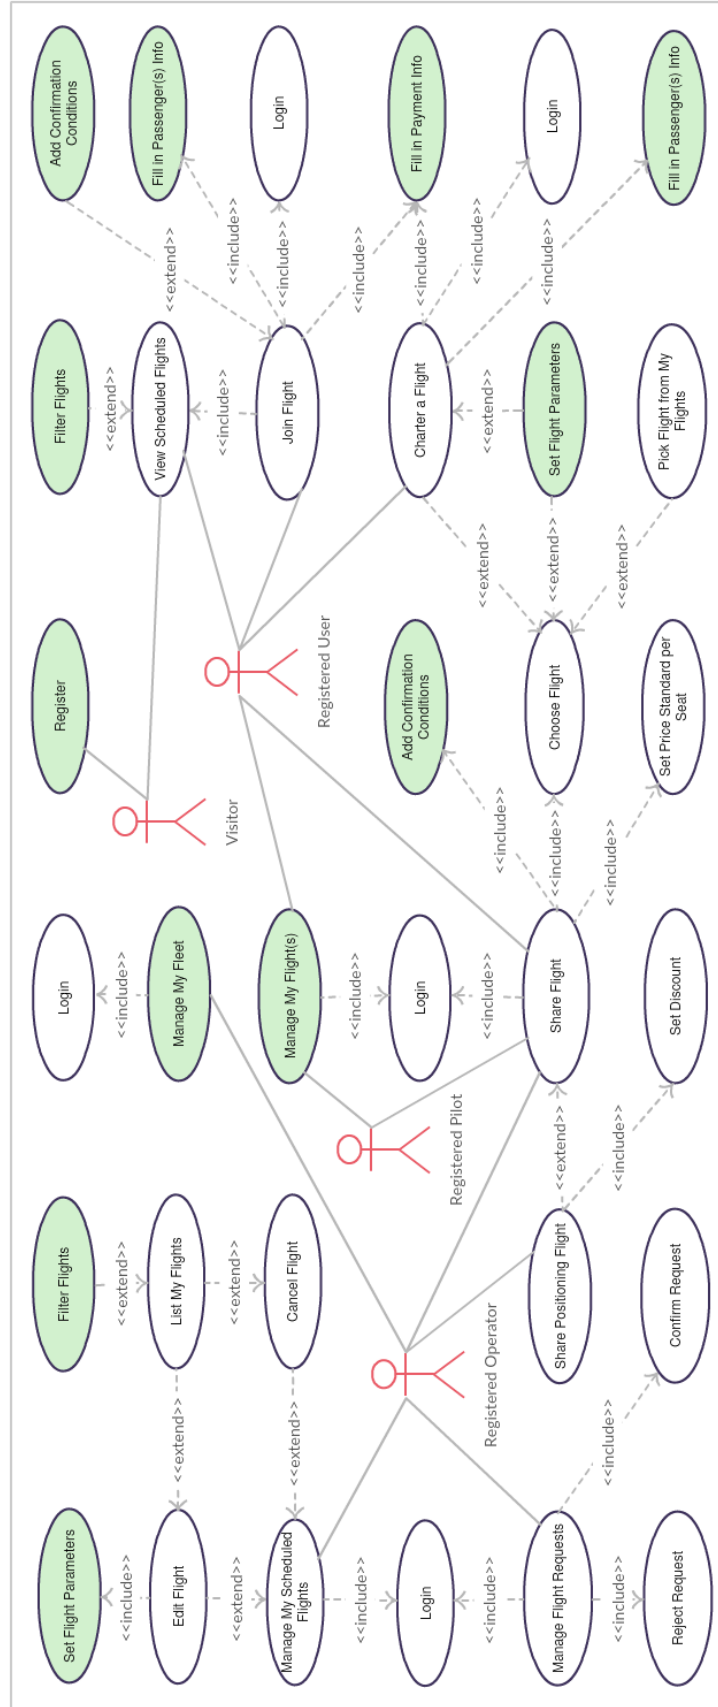 Set Flight Parameters
Filter Flights
Login
Register
Filter Flights
Add Confirmation
Conditions
<<include>>
<<extend>>
<<include>>
<<extend>>
Edit Flight
<<extend>>
List My Flights
Manage My Fleet
View Scheduled Flights
<<extend>>
Fill in Passenger(s) Info
<<extend>>
<<extend>>
Visitor
<<include>>
<<include>>
Manage My Scheduled
Flights
<<extend>>
Cancel Flight
Manage My Flight(s)
Join Flight
<<include>>
Login
Registered User
<<include>>
<<include>>
<<include>>
Login
Login
Add Confirmation
Conditions
Charter a Flight
<<include>>
Fill in Payment Info
Registered Pilot
<<include>>
Registered Operator
<<include>>
<<include>>
<<extend>>
<<extend>>
<<include>>
Manage Flight Requests
Share Positioning Flight
<<extend>>
Share Flight
<<include>>
Choose Flight
<<extend>>
Set Flight Parameters
<<include>>
Login
<<include>>
<<include>>
<<include>>
<<include>>
<<extend>>
Reject Request
Confirm Request
Set Discount
Set Price Standard per
Seat
Pick Flight from My
Flights
Fill in Passenger(s) Info